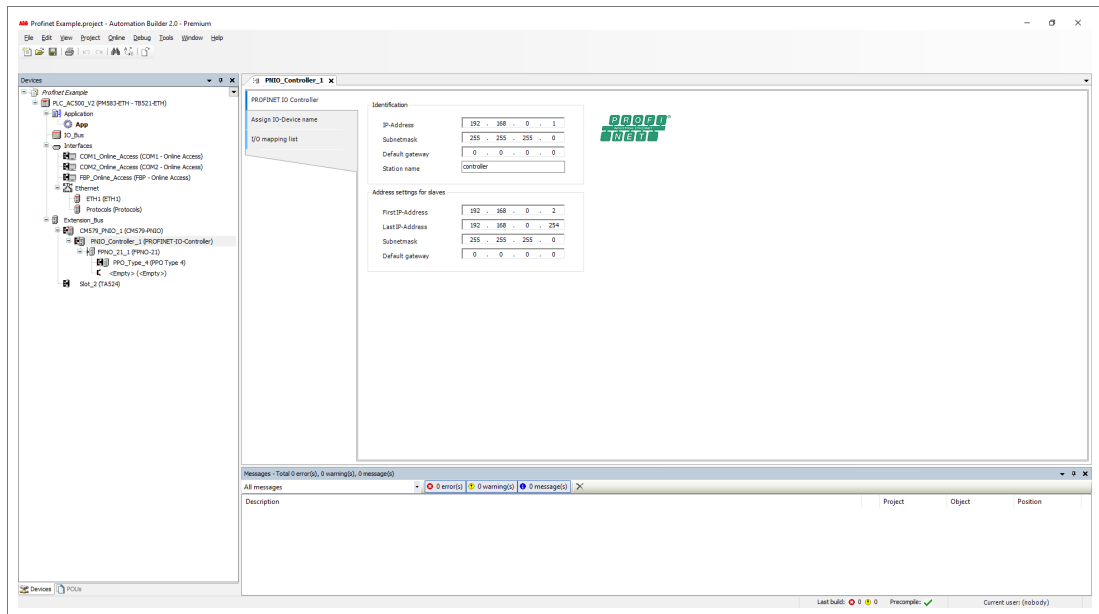 ABB Profinet Example.project - Automation Builder 2.0 - Premium
File Edit View Project Online Debug Tools Window Help
Devices
Profinet Example
PLC_AC500_V2 (PM583-ETH - TB521-ETH)
Application
App
IO_Bus
Interfaces
COM1_Online_Access (COM1 - Online Access)
COM2_Online_Access (COM2 - Online Access)
FBP_Online_Access (FBP - Online Access)
Ethernet
ETH1 (ETH1)
Protocols (Protocols)
Extension_Bus
CM579_PNIO_1 (CM579-PNIO)
PNIO_Controller_1 (PROFINET-IO-Controller)
FPNO_21_1 (FPNO-21)
PPO_Type_4 (PPO Type 4)
<Empty> (<Empty>)
Slot_2 (TA524)
Devices POUs
PNIO_Controller_1
PROFINET IO Controller
Assign IO-Device name
I/O mapping list
Identification
IP-Address 192 . 168 . 0 . 1
Subnetmask 255 . 255 . 255 . 0
Default gateway 0 . 0 . 0 . 0
Station name controller
PROFI
NET
Address settings for slaves
FirstIP-Address 192 . 168 . 0 . 2
LastIP-Address 192 . 168 . 0 . 254
Subnetmask 255 . 255 . 255 . 0
Default gateway 0 . 0 . 0 . 0
Messages - Total 0 error(s), 0 warning(s), 0 message(s)
All messages 0 error(s) 0 warning(s) 0 message(s)
Description Project Object Position
Last build: 0 0 Precompile: Current user: (nobody)